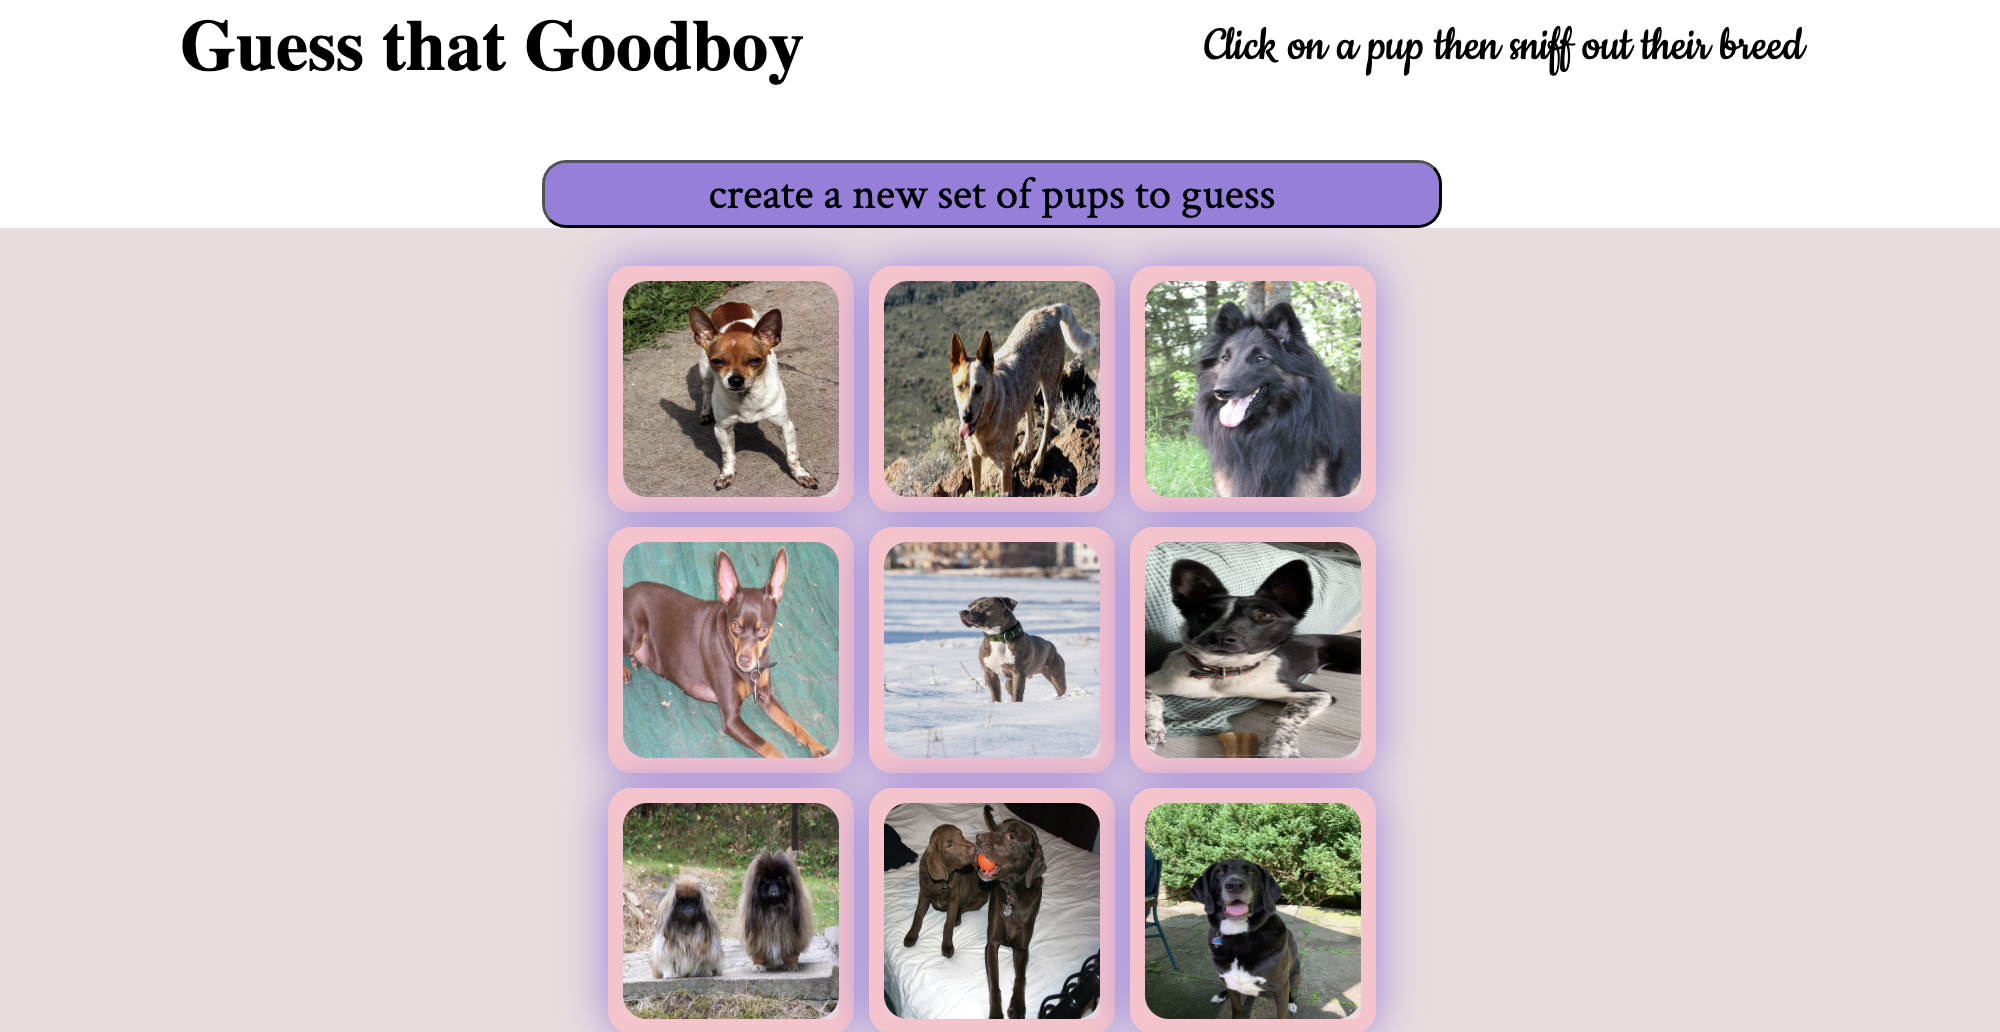 Guess that Goodboy
Click on a pup then sniff out their breed
create a new set of pups to guess